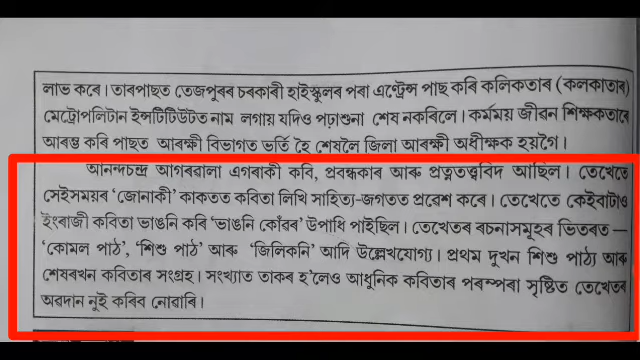 লাভ কৰে। তাৰপাছত তেজপুৰৰ চৰকাৰী হাইস্কুলৰ পৰা এণ্ট্ৰেন্স পাছ কৰি কলিকতাৰ (কলকাতাৰ)
মেট্ৰোপলিটান ইন্সটিটিউটত নাম লগায় যদিও পঢ়াশুনা শেষ নকৰিলে। কৰ্মময় জীৱন শিক্ষকতাৰে
আৰম্ভ কৰি পাছত আৰক্ষী বিভাগত ভৰ্তি হৈ শেষলৈ জিলা আৰক্ষী অধীক্ষক হয়গৈ।
আনন্দচন্দ্ৰ আগৰৱালা এগৰাকী কবি, প্ৰবন্ধকাৰ আৰু প্ৰত্নতত্ত্ববিদ আছিল। তেখেতে
সেইসময়ৰ ‘জোনাকী’ কাকতত কবিতা লিখি সাহিত্য-জগতত প্ৰৱেশ কৰে। তেখেতে কেইবাটাও
ইংৰাজী কবিতা ভাঙনি কৰি ‘ভাঙনি কোঁৱৰ’ উপাধি পাইছিল। তেখেতৰ ৰচনাসমূহৰ ভিতৰত—
‘কোমল পাঠ’, ‘শিশু পাঠ’ আৰু ‘জিলিকনি’ আদি উল্লেখযোগ্য। প্ৰথম দুখন শিশু পাঠ্য আৰু
শেষৰখন কবিতাৰ সংগ্ৰহ। সংখ্যাত তাকৰ হ’লেও আধুনিক কবিতাৰ পৰম্পৰা সৃষ্টিত তেখেতৰ
অৱদান নুই কৰিব নোৱাৰি।